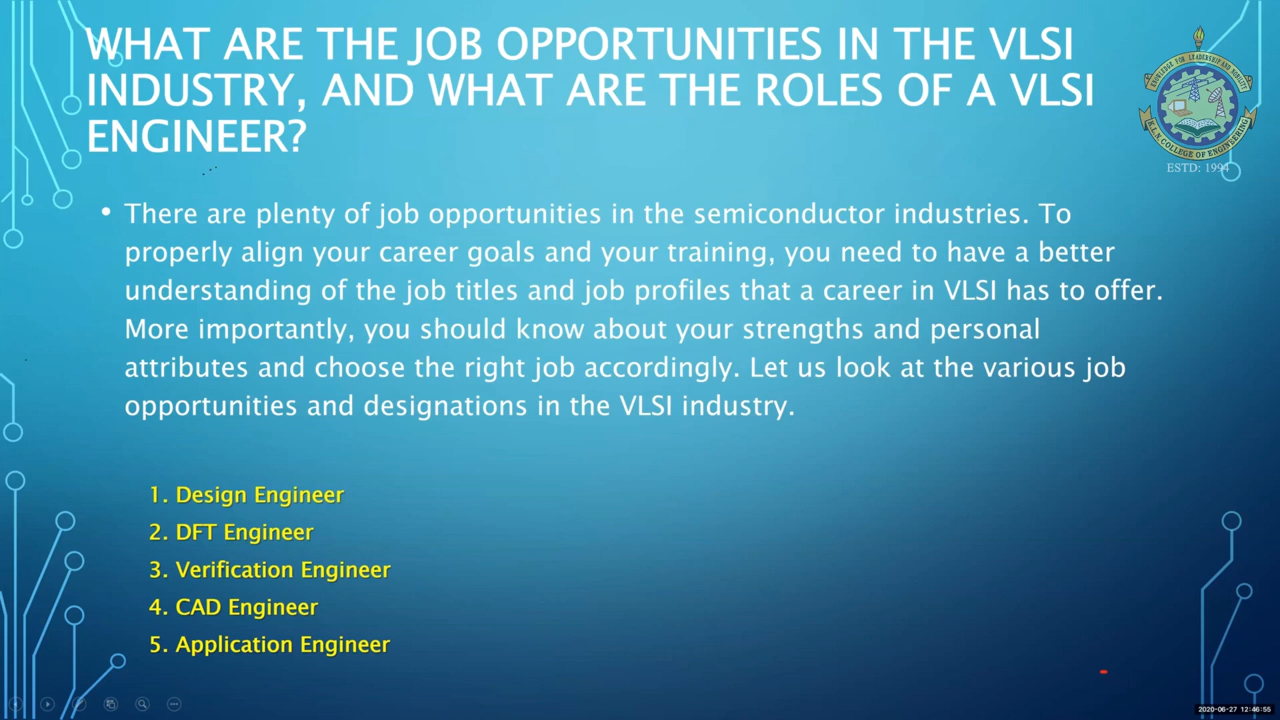 WHAT ARE THE JOB OPPORTUNITIES IN THE VLSI
INDUSTRY, AND WHAT ARE THE ROLES OF A VLSI
ENGINEER?
KNOWLEDGE FOR LEADERSHIP AND NOBILITY
K.L.N. COLLEGE OF ENGINEERING
ESTD: 1994
• There are plenty of job opportunities in the semiconductor industries. To
properly align your career goals and your training, you need to have a better
understanding of the job titles and job profiles that a career in VLSI has to offer.
More importantly, you should know about your strengths and personal
attributes and choose the right job accordingly. Let us look at the various job
opportunities and designations in the VLSI industry.
1. Design Engineer
2. DFT Engineer
3. Verification Engineer
4. CAD Engineer
5. Application Engineer
2020-06-27 12:46:55